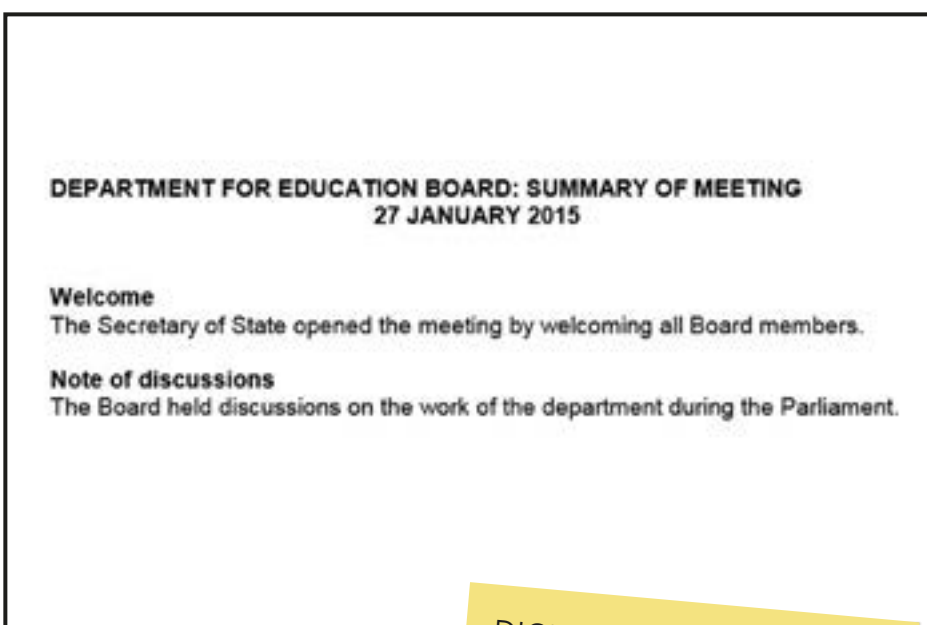 DEPARTMENT FOR EDUCATION BOARD: SUMMARY OF MEETING
27 JANUARY 2015
Welcome
The Secretary of State opened the meeting by welcoming all Board members.
Note of discussions
The Board held discussions on the work of the department during the Parliament.